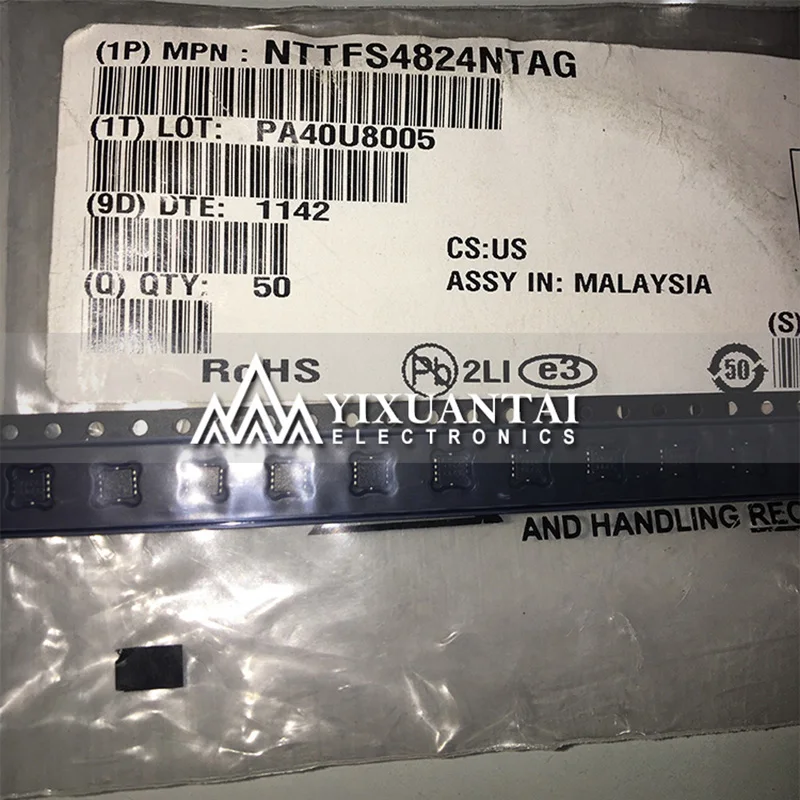 (1P) MPN : NTTFS4824NTAG
(1T) LOT: PA40U8005
(9D) DTE: 1142
CS:US
(Q) QTY: 50
ASSY IN: MALAYSIA
(S)
RoHS Pb 2LI e3 50
YIXUANTAI
ELECTRONICS
AND HANDLING REC